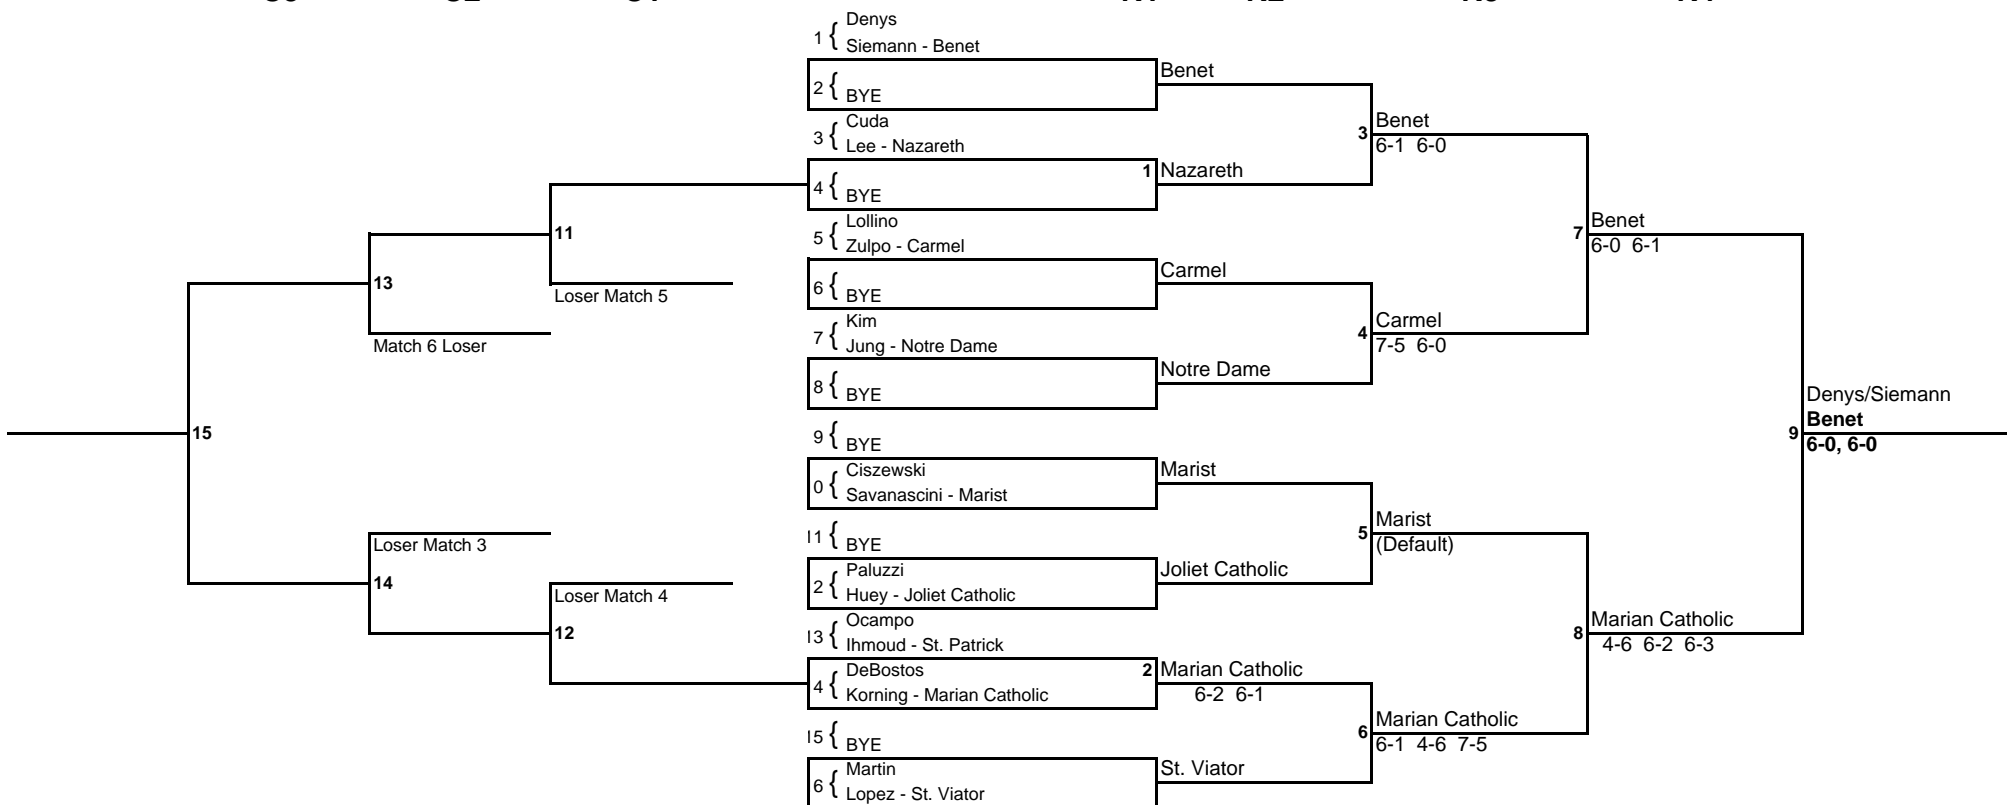 1 { Denys
Siemann - Benet
2 { BYE
3 { Cuda
Lee - Nazareth
4 { BYE
5 { Lollino
Zulpo - Carmel
6 { BYE
7 { Kim
Jung - Notre Dame
8 { BYE
9 { BYE
0 { Ciszewski
Savanascini - Marist
11 { BYE
2 { Paluzzi
Huey - Joliet Catholic
13 { Ocampo
Ihmoud - St. Patrick
4 { DeBostos
Korning - Marian Catholic
15 { BYE
6 { Martin
Lopez - St. Viator
Benet
1 Nazareth
Carmel
Notre Dame
Marist
Joliet Catholic
2 Marian Catholic
6-2 6-1
St. Viator
3 Benet
6-1 6-0
4 Carmel
7-5 6-0
5 Marist
(Default)
6 Marian Catholic
6-1 4-6 7-5
7 Benet
6-0 6-1
8 Marian Catholic
4-6 6-2 6-3
Denys/Siemann
9 Benet
6-0, 6-0
11
Loser Match 5
13
Match 6 Loser
15
Loser Match 3
14
Loser Match 4
12